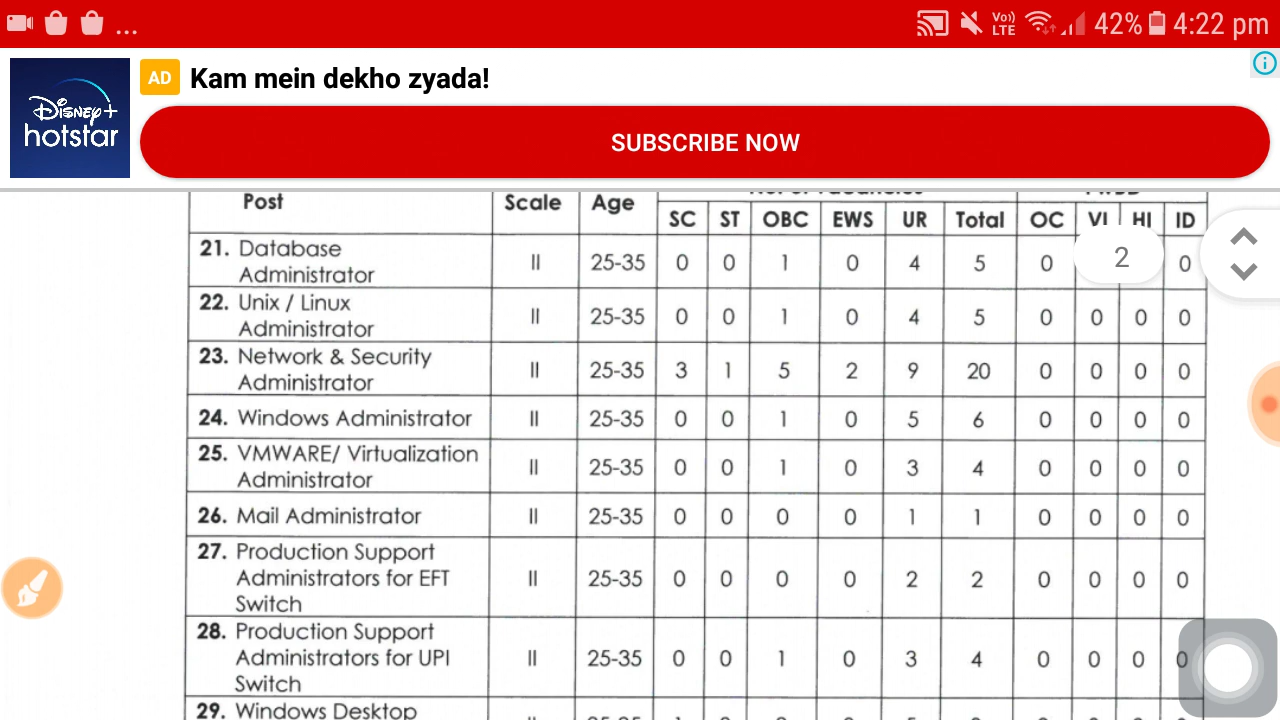 ... Vo) LTE 42% 4:22 pm
Disney+ hotstar
AD Kam mein dekho zyada!
SUBSCRIBE NOW
Post Scale Age
SC ST OBC EWS UR Total OC VI HI ID
21. Database Administrator II 25-35 0 0 1 0 4 5 0 0
2
22. Unix / Linux Administrator II 25-35 0 0 1 0 4 5 0 0 0 0
23. Network & Security Administrator II 25-35 3 1 5 2 9 20 0 0 0 0
24. Windows Administrator II 25-35 0 0 1 0 5 6 0 0 0 0
25. VMWARE/ Virtualization Administrator II 25-35 0 0 1 0 3 4 0 0 0 0
26. Mail Administrator II 25-35 0 0 0 0 1 1 0 0 0 0
27. Production Support Administrators for EFT Switch II 25-35 0 0 0 0 2 2 0 0 0 0
28. Production Support Administrators for UPI Switch II 25-35 0 0 1 0 3 4 0 0 0 0
29. Windows Desktop